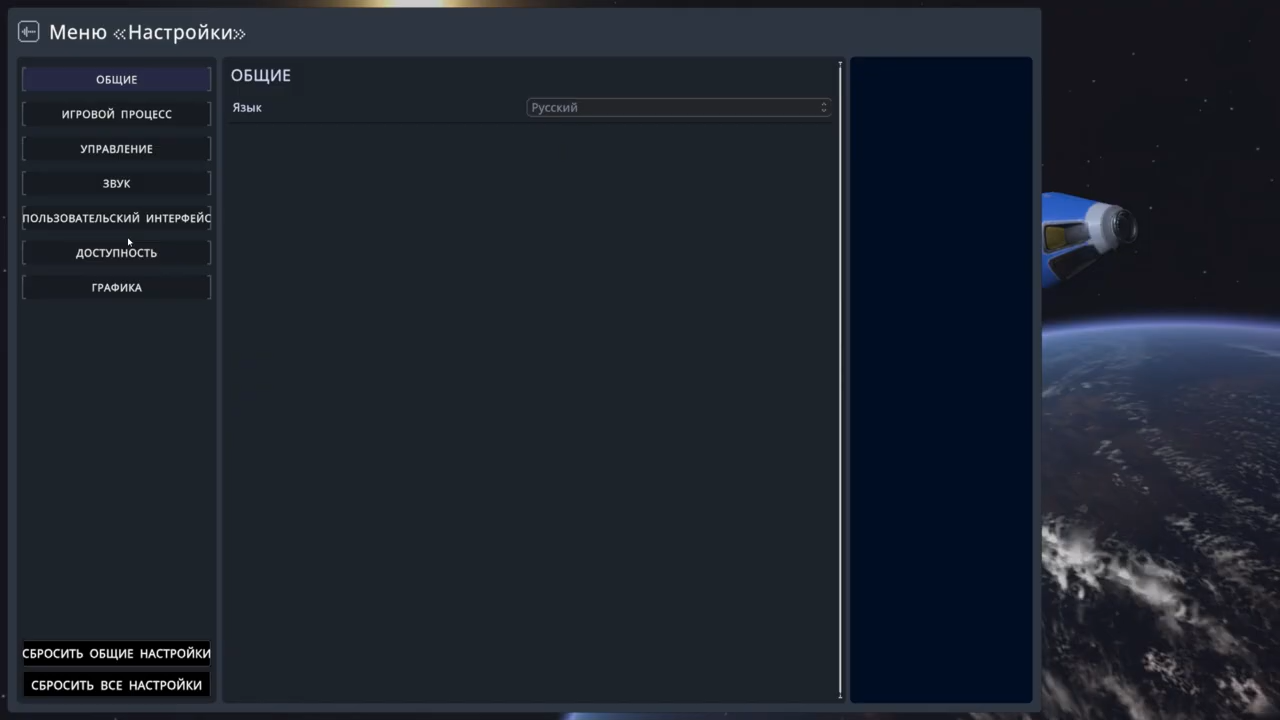 Меню «Настройки»
ОБЩИЕ
ИГРОВОЙ ПРОЦЕСС
УПРАВЛЕНИЕ
ЗВУК
ПОЛЬЗОВАТЕЛЬСКИЙ ИНТЕРФЕЙС
ДОСТУПНОСТЬ
ГРАФИКА
СБРОСИТЬ ОБЩИЕ НАСТРОЙКИ
СБРОСИТЬ ВСЕ НАСТРОЙКИ
ОБЩИЕ
Язык Русский